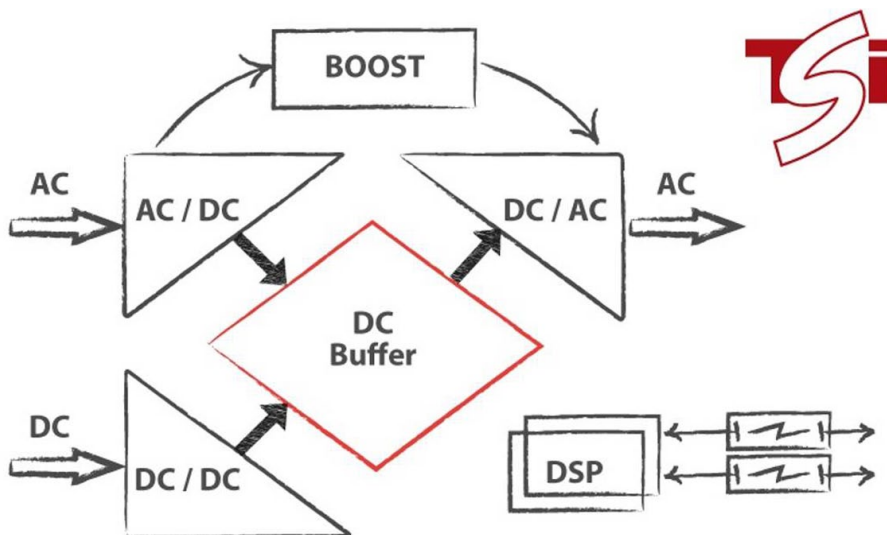 BOOST
TSi
AC
AC / DC
DC / AC
AC
DC
Buffer
DC
DC / DC
DSP